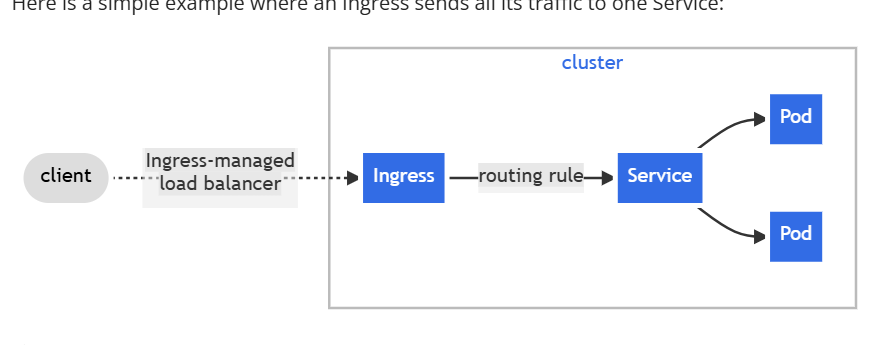 Here is a simple example where an Ingress sends all its traffic to one Service:
cluster
Pod
Ingress-managed
load balancer
client
Ingress
routing rule
Service
Pod